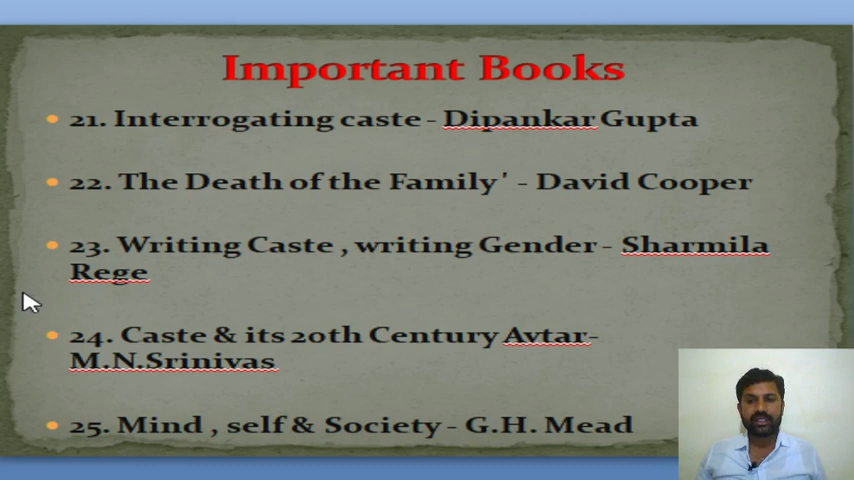 Important Books
21. Interrogating caste - Dipankar Gupta
22. The Death of the Family' - David Cooper
23. Writing Caste , writing Gender - Sharmila
Rege
24. Caste & its 20th Century Avtar-
M.N.Srinivas
25. Mind , self & Society - G.H. Mead